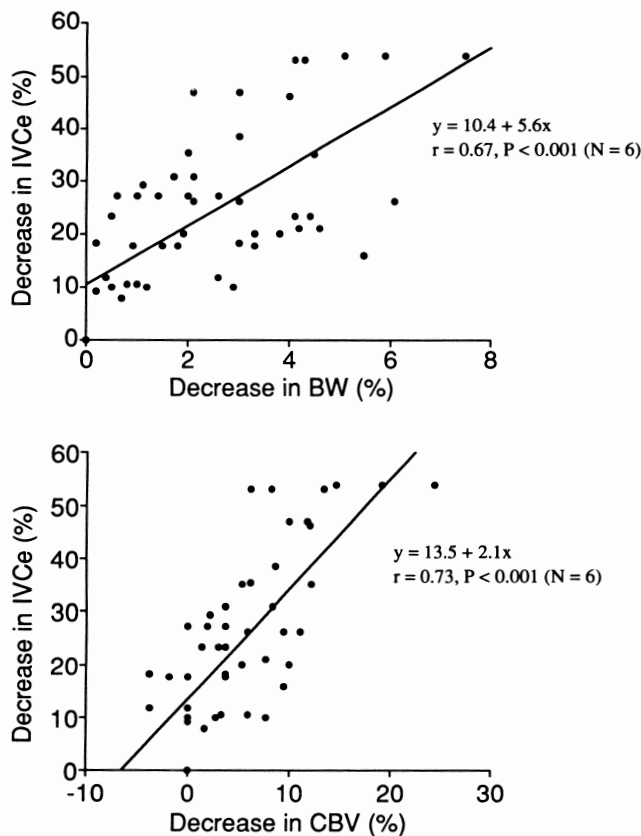 60
50
40
30
20
10
0
Decrease in IVCe (%)
y = 10.4 + 5.6x
r = 0.67, P < 0.001 (N = 6)
0 2 4 6 8
Decrease in BW (%)
60
50
40
30
20
10
0
Decrease in IVCe (%)
y = 13.5 + 2.1x
r = 0.73, P < 0.001 (N = 6)
-10 0 10 20 30
Decrease in CBV (%)